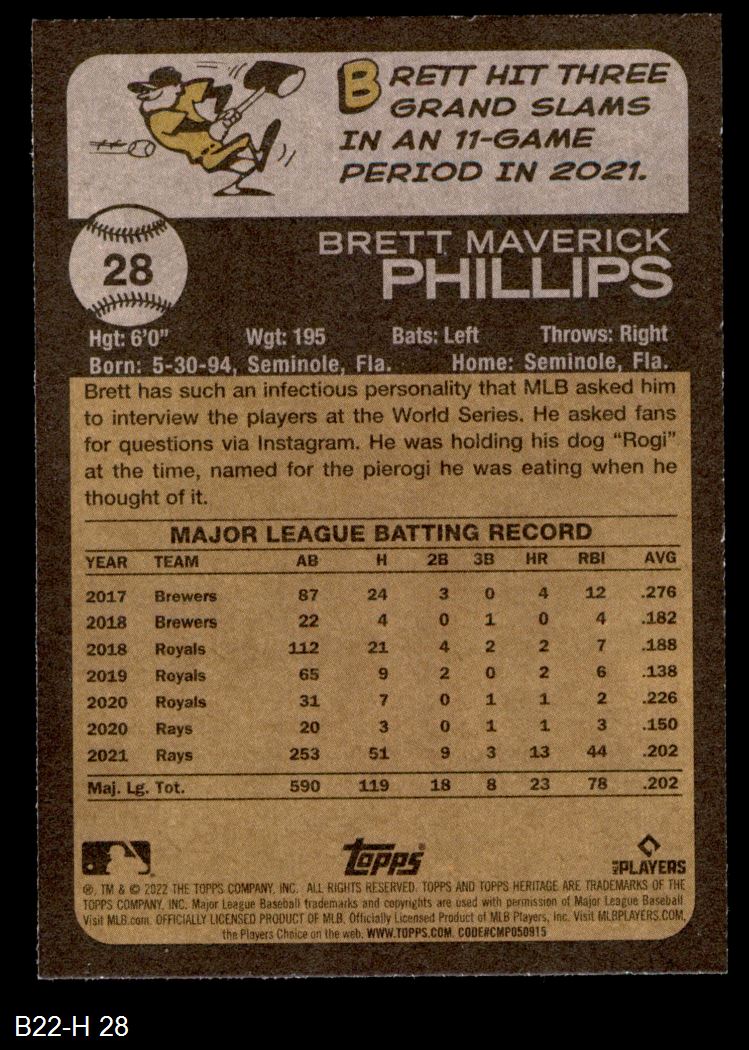 BRETT HIT THREE
GRAND SLAMS
IN AN 11-GAME
PERIOD IN 2021.
28
BRETT MAVERICK
PHILLIPS
Hgt: 6'0" Wgt: 195 Bats: Left Throws: Right
Born: 5-30-94, Seminole, Fla. Home: Seminole, Fla.
Brett has such an infectious personality that MLB asked him
to interview the players at the World Series. He asked fans
for questions via Instagram. He was holding his dog “Rogi”
at the time, named for the pierogi he was eating when he
thought of it.
MAJOR LEAGUE BATTING RECORD
YEAR TEAM AB H 2B 3B HR RBI AVG
2017 Brewers 87 24 3 0 4 12 .276
2018 Brewers 22 4 0 1 0 4 .182
2018 Royals 112 21 4 2 2 7 .188
2019 Royals 65 9 2 0 2 6 .138
2020 Royals 31 7 0 1 1 2 .226
2020 Rays 20 3 0 1 1 3 .150
2021 Rays 253 51 9 3 13 44 .202
Maj. Lg. Tot. 590 119 18 8 23 78 .202
Topps
MLB PLAYERS
®, TM & © 2022 THE TOPPS COMPANY, INC. ALL RIGHTS RESERVED. TOPPS AND TOPPS HERITAGE ARE TRADEMARKS OF THE
TOPPS COMPANY, INC. Major League Baseball trademarks and copyrights are used with permission of Major League Baseball.
Visit MLB.com. OFFICIALLY LICENSED PRODUCT OF MLB. Officially Licensed Product of MLB Players, Inc. Visit MLBPLAYERS.COM,
the Players Choice on the web. WWW.TOPPS.COM. CODE#CMP050915
B22-H 28